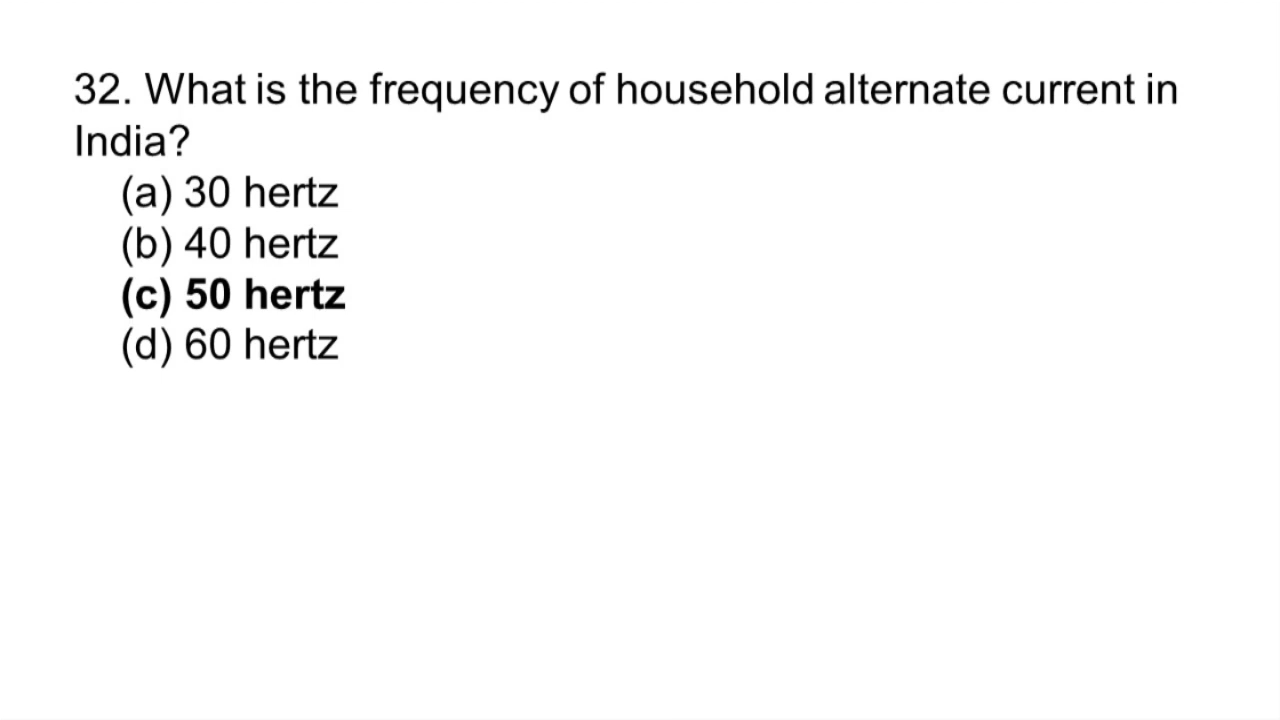 32. What is the frequency of household alternate current in
India?
(a) 30 hertz
(b) 40 hertz
(c) 50 hertz
(d) 60 hertz